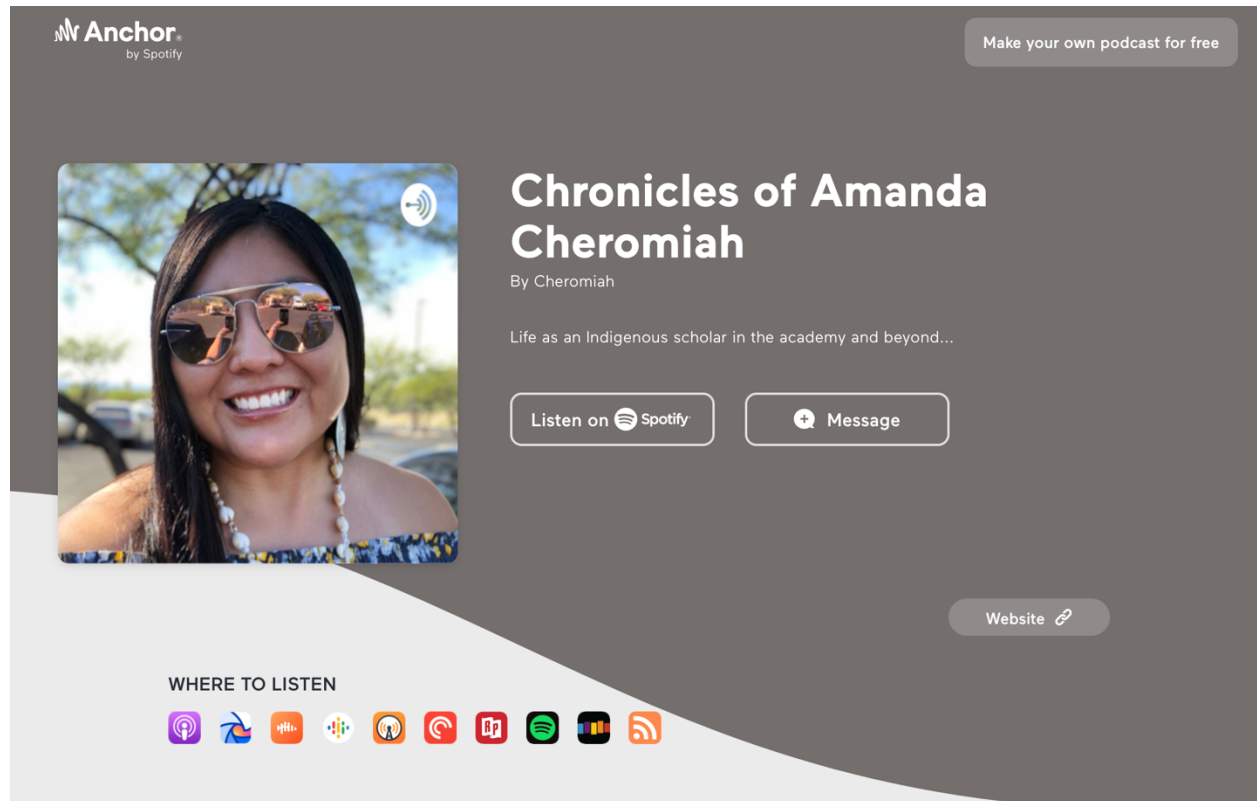 Anchor
by Spotify
Make your own podcast for free
Chronicles of Amanda
Cheromiah
By Cheromiah
Life as an Indigenous scholar in the academy and beyond...
Listen on Spotify
Message
Website
WHERE TO LISTEN